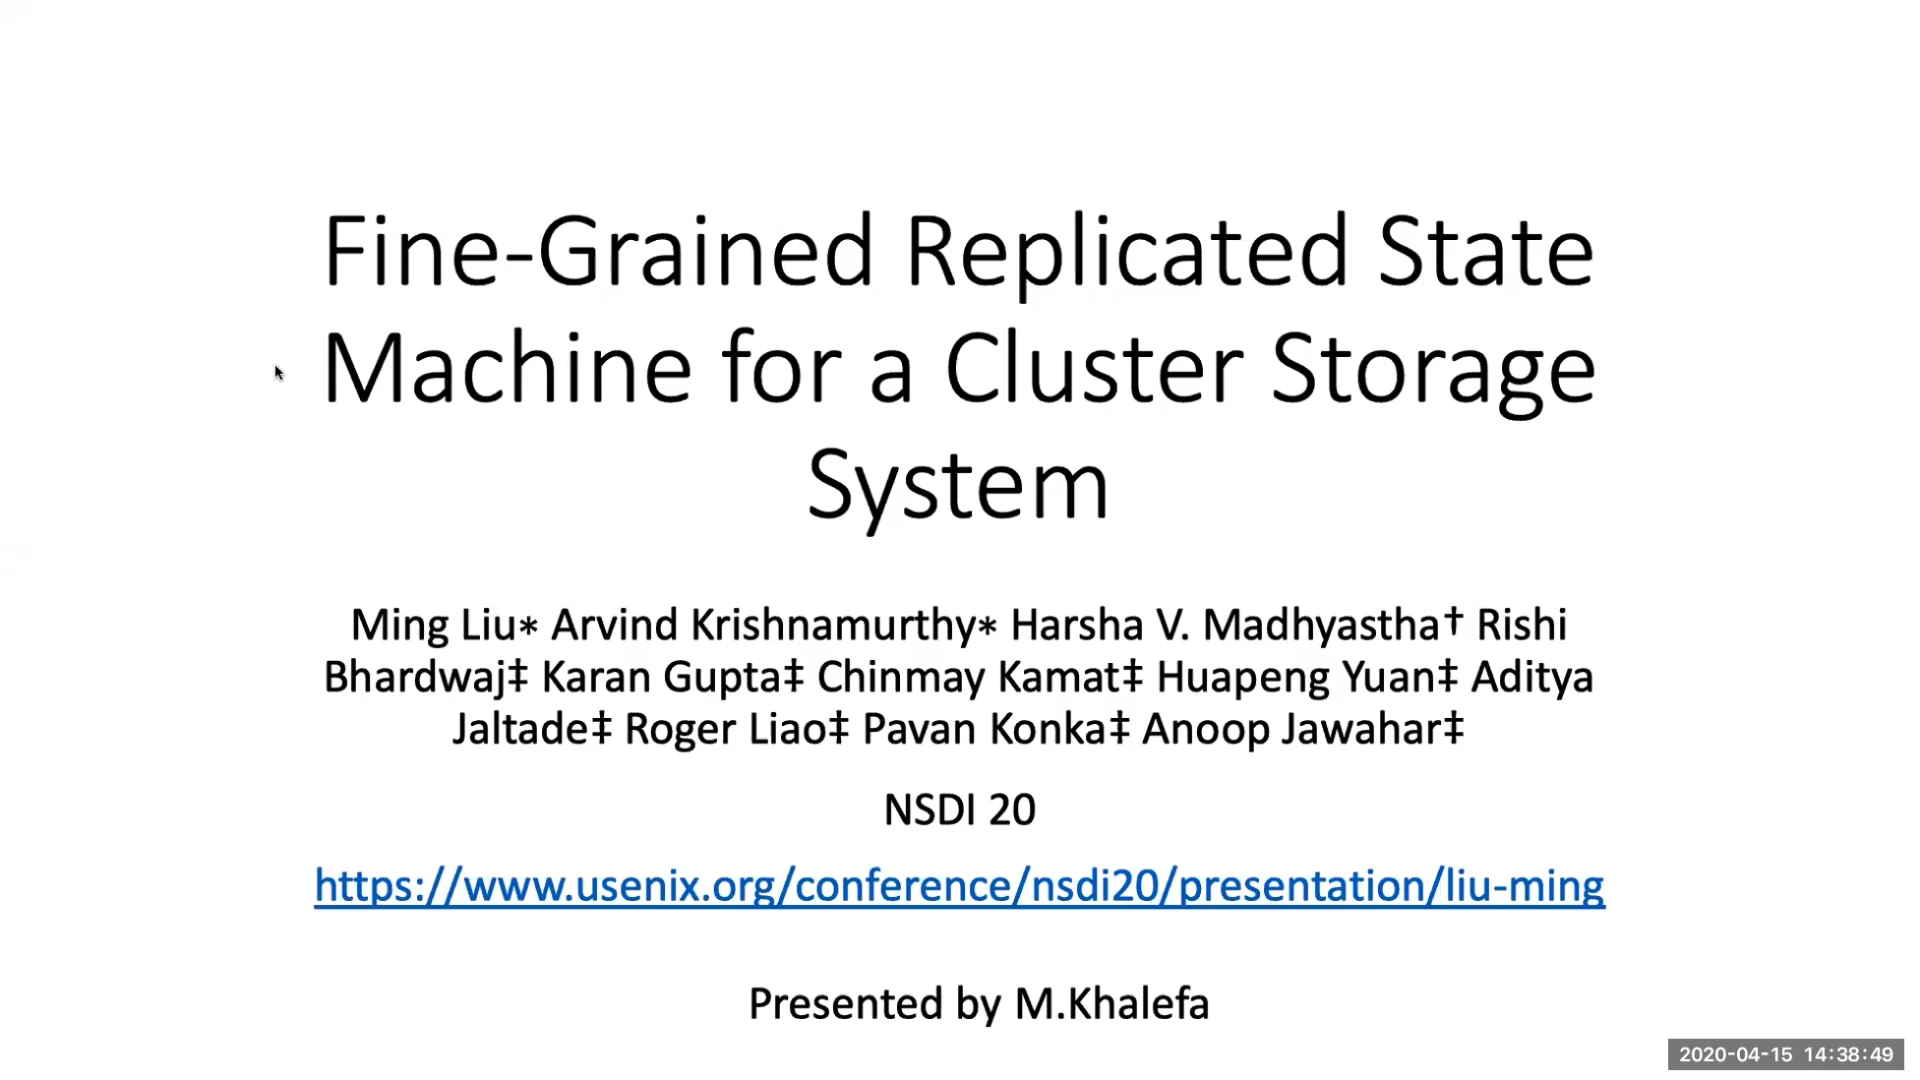 Fine-Grained Replicated State
Machine for a Cluster Storage
System
Ming Liu∗ Arvind Krishnamurthy∗ Harsha V. Madhyastha† Rishi
Bhardwaj‡ Karan Gupta‡ Chinmay Kamat‡ Huapeng Yuan‡ Aditya
Jaltade‡ Roger Liao‡ Pavan Konka‡ Anoop Jawahar‡
NSDI 20
https://www.usenix.org/conference/nsdi20/presentation/liu-ming
Presented by M.Khalefa
2020-04-15 14:38:49